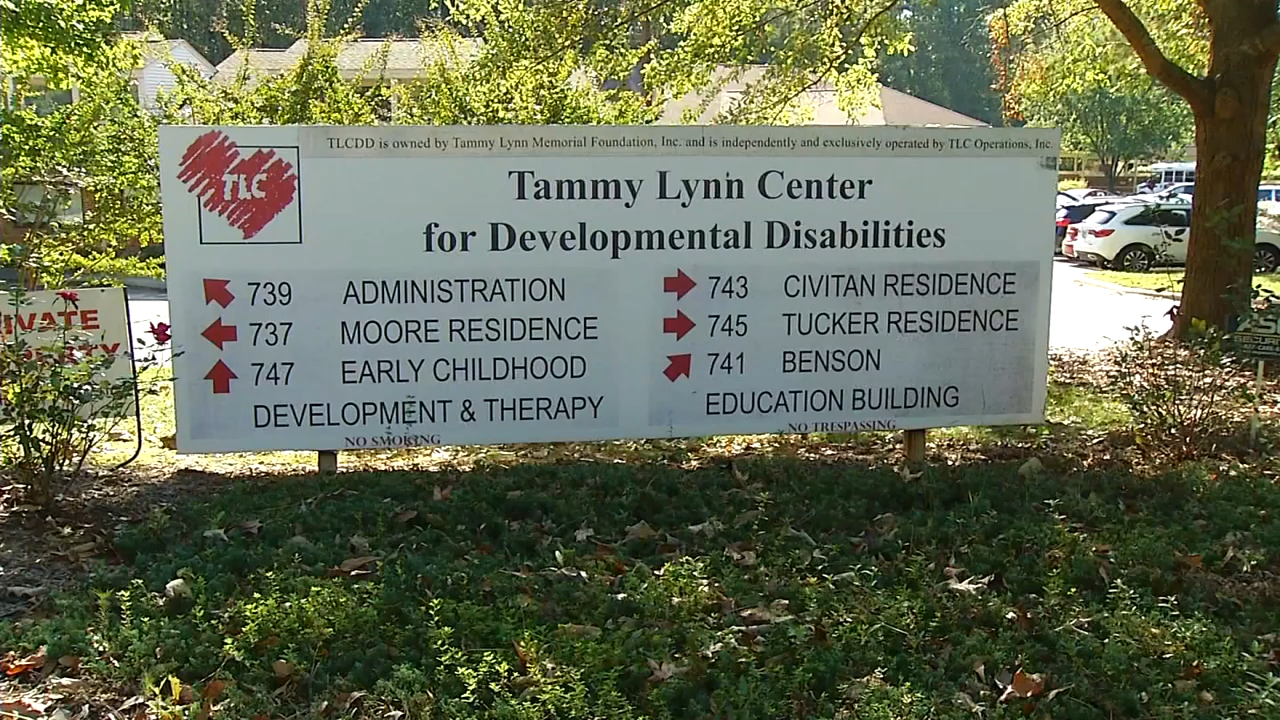 TLCDD is owned by Tammy Lynn Memorial Foundation, Inc. and is independently and exclusively operated by TLC Operations, Inc.
TLC
Tammy Lynn Center
for Developmental Disabilities
739 ADMINISTRATION
737 MOORE RESIDENCE
747 EARLY CHILDHOOD
DEVELOPMENT & THERAPY
NO SMOKING
743 CIVITAN RESIDENCE
745 TUCKER RESIDENCE
741 BENSON
EDUCATION BUILDING
NO TRESPASSING